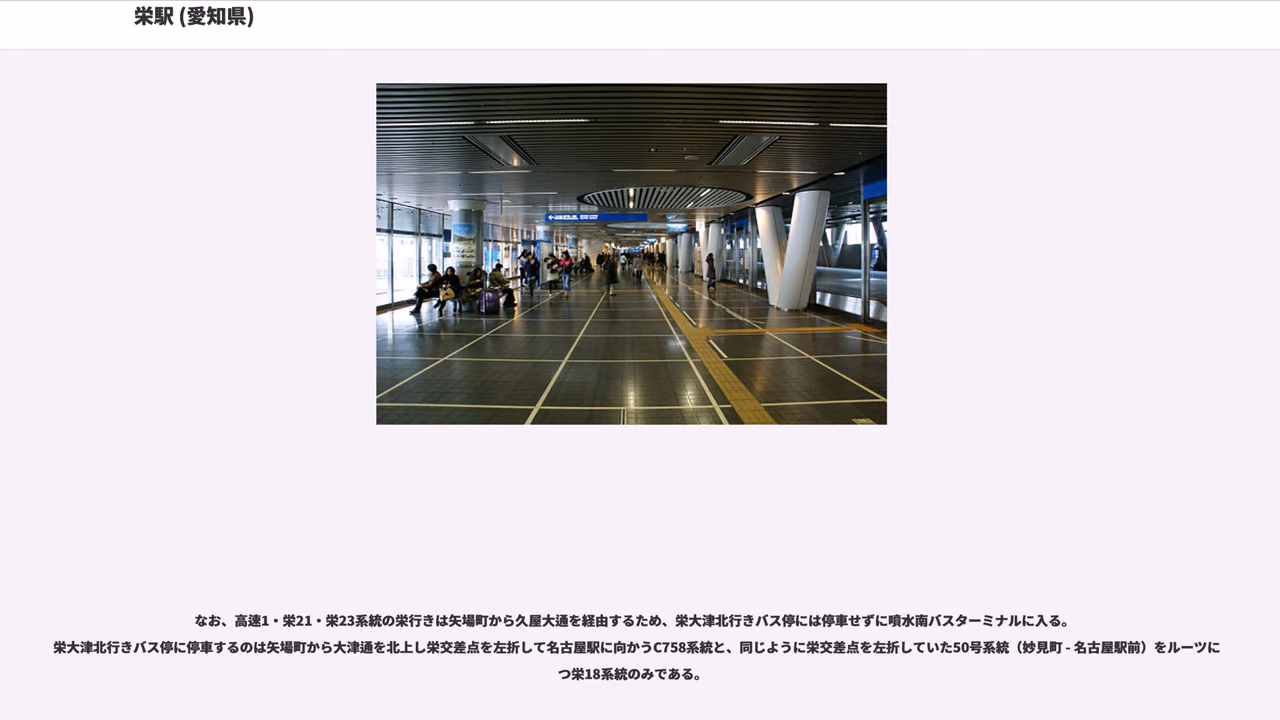 栄駅 (愛知県)
なお、高速1・栄21・栄23系統の栄行きは矢場町から久屋大通を経由するため、栄大津北行きバス停には停車せずに噴水南バスターミナルに入る。
栄大津北行きバス停に停車するのは矢場町から大津通を北上し栄交差点を左折して名古屋駅に向かうC758系統と、同じように栄交差点を左折していた50号系統（妙見町 - 名古屋駅前）をルーツに
つ栄18系統のみである。